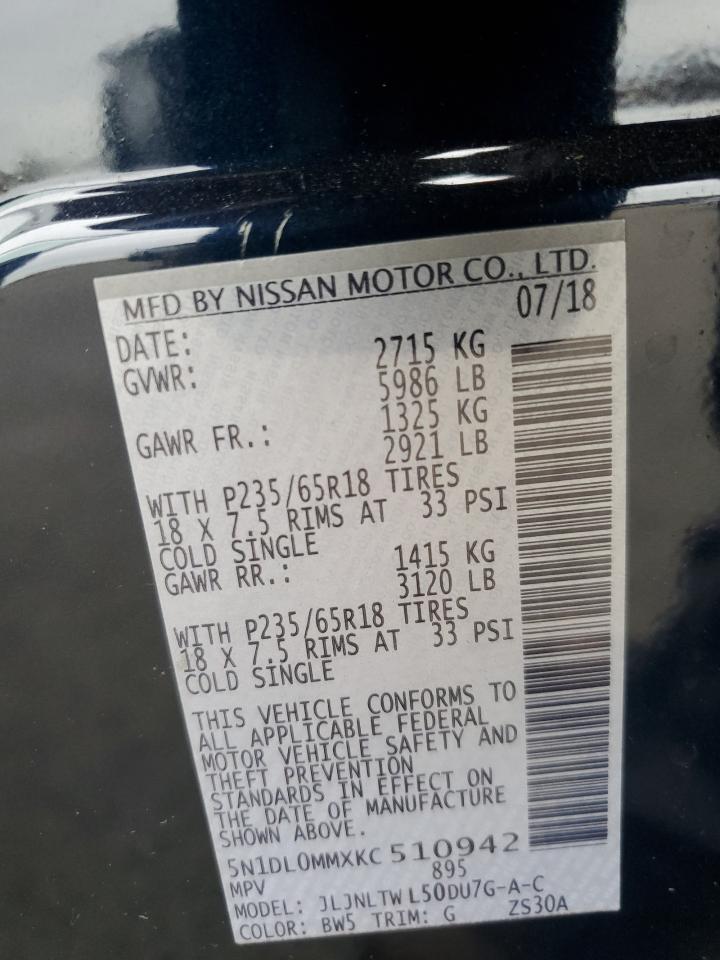 MFD BY NISSAN MOTOR CO., LTD.
DATE: 07/18
GVWR: 2715 KG
5986 LB
GAWR FR.: 1325 KG
2921 LB
WITH P235/65R18 TIRES
18 X 7.5 RIMS AT 33 PSI
COLD SINGLE
GAWR RR.: 1415 KG
3120 LB
WITH P235/65R18 TIRES
18 X 7.5 RIMS AT 33 PSI
COLD SINGLE
THIS VEHICLE CONFORMS TO
ALL APPLICABLE FEDERAL
MOTOR VEHICLE SAFETY AND
THEFT PREVENTION
STANDARDS IN EFFECT ON
THE DATE OF MANUFACTURE
SHOWN ABOVE.
5N1DL0MMXKC 510942
MPV 895
MODEL: JLJNLTW L50DU7G-A-C
COLOR: BW5 TRIM: G ZS30A